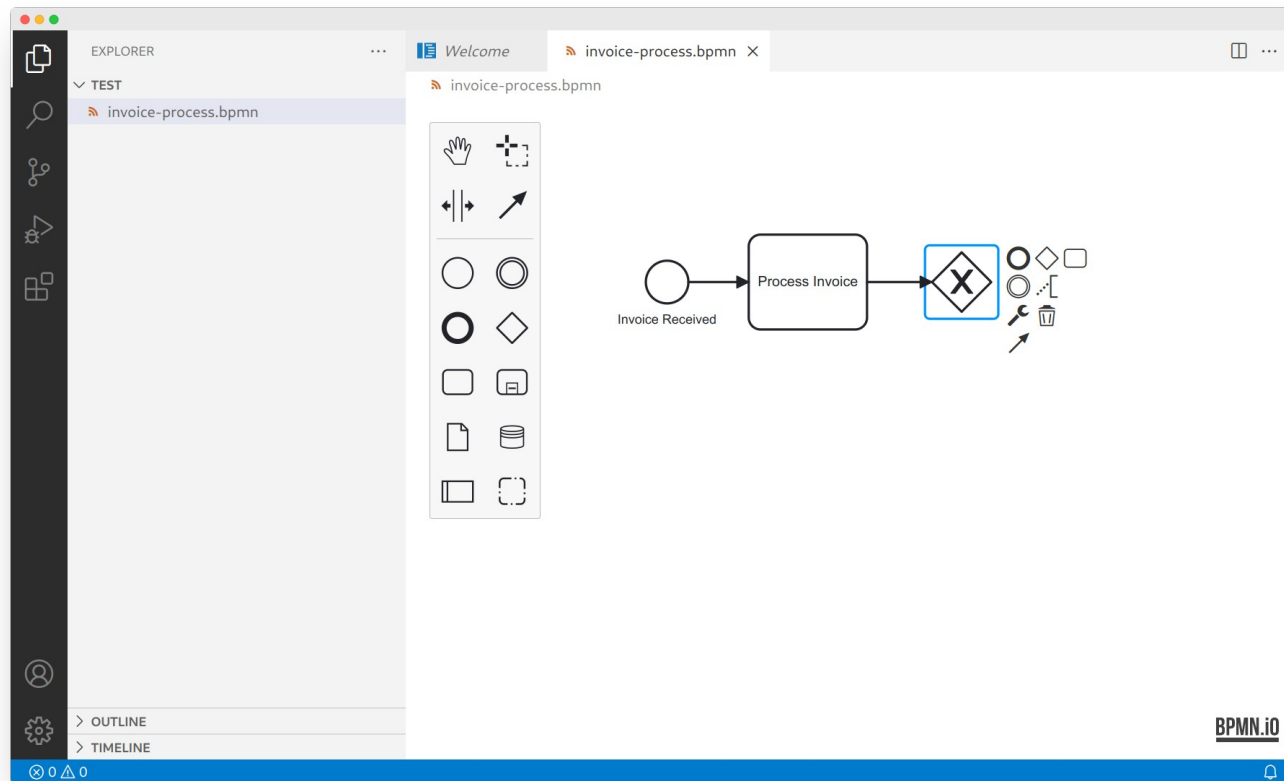 EXPLORER
Welcome
invoice-process.bpmn
TEST
invoice-process.bpmn
invoice-process.bpmn
Process Invoice
X
Invoice Received
OUTLINE
TIMELINE
BPMN.iO
0 0